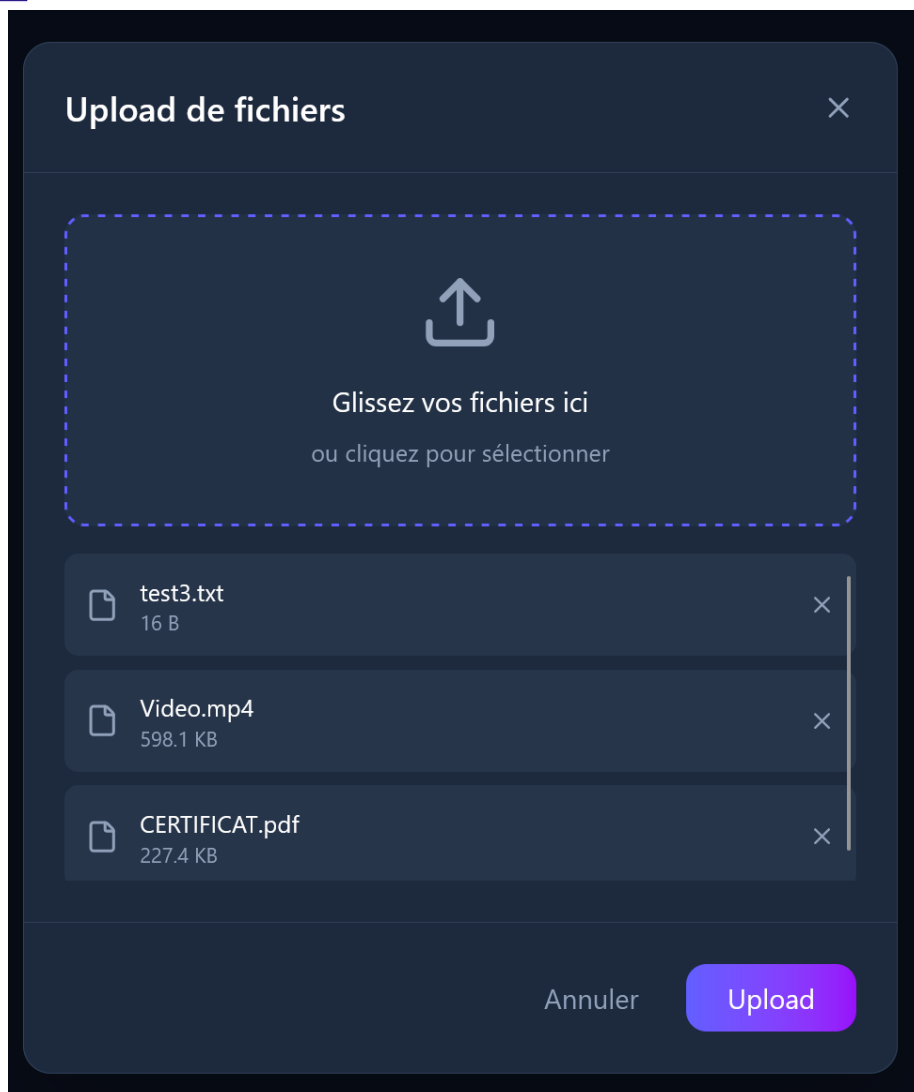 Upload de fichiers
Glissez vos fichiers ici
ou cliquez pour sélectionner
test3.txt
16 B
Video.mp4
598.1 KB
CERTIFICAT.pdf
227.4 KB
Annuler
Upload